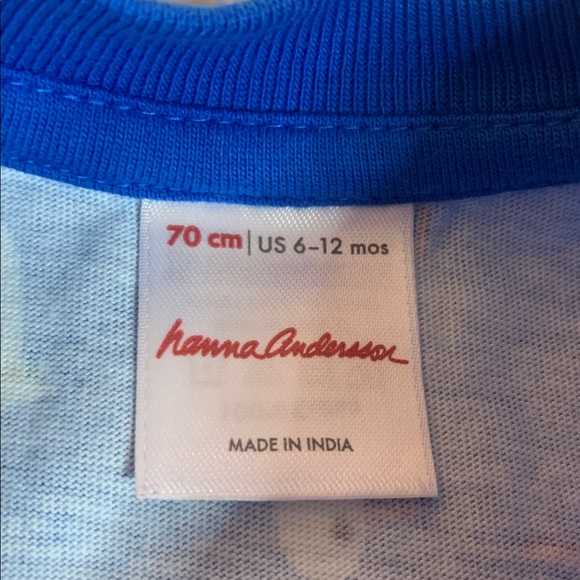 70 cm | US 6–12 mos
hanna andersson
MADE IN INDIA